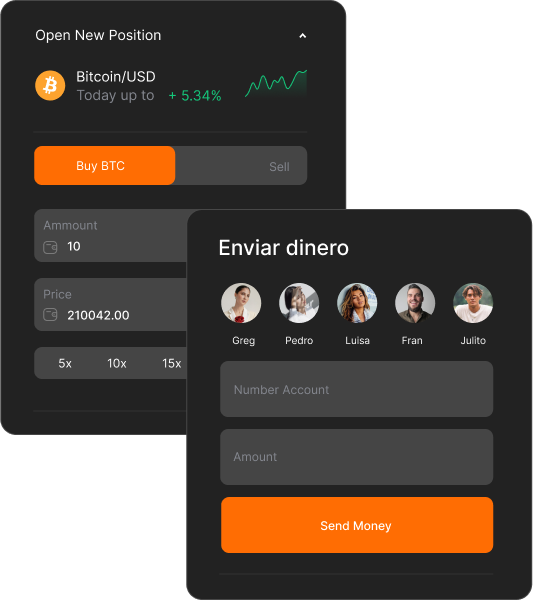 Open New Position
Bitcoin/USD
Today up to + 5.34%
Buy BTC
Sell
Ammount
10
Price
210042.00
5x 10x 15x
Enviar dinero
Greg Pedro Luisa Fran Julito
Number Account
Amount
Send Money